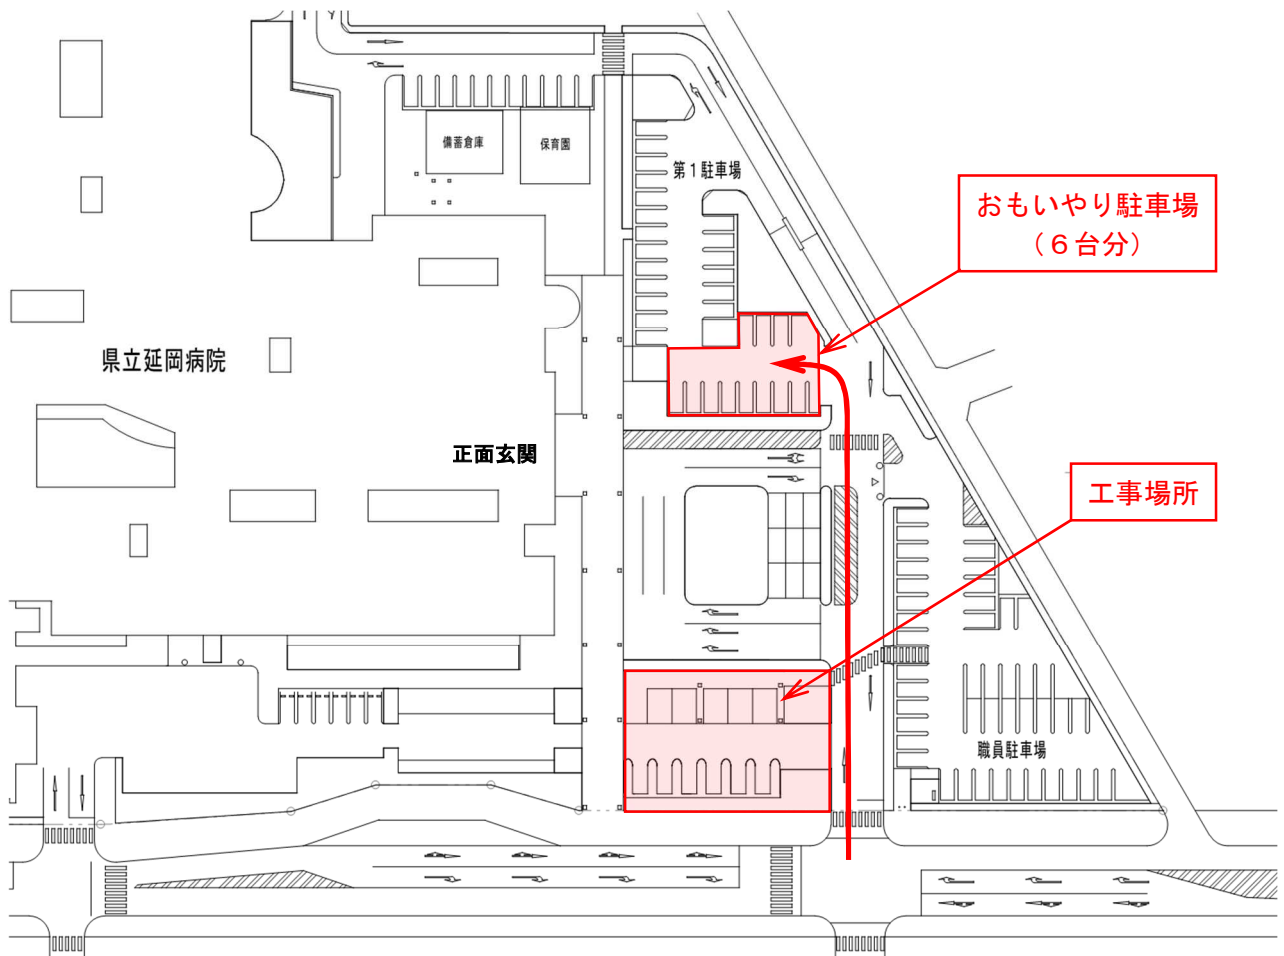 備蓄倉庫
保育園
第1駐車場
おもいやり駐車場
（６台分）
県立延岡病院
正面玄関
工事場所
職員駐車場